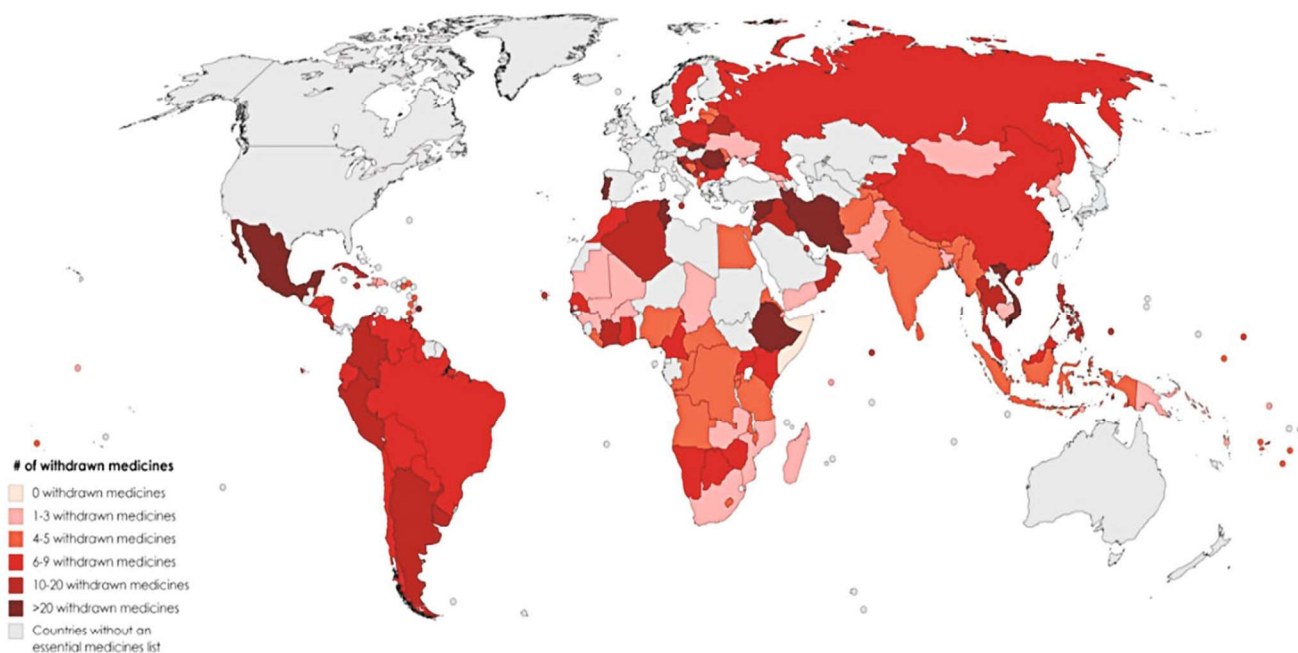 # of withdrawn medicines
0 withdrawn medicines
1-3 withdrawn medicines
4-5 withdrawn medicines
6-9 withdrawn medicines
10-20 withdrawn medicines
>20 withdrawn medicines
Countries without an
essential medicines list